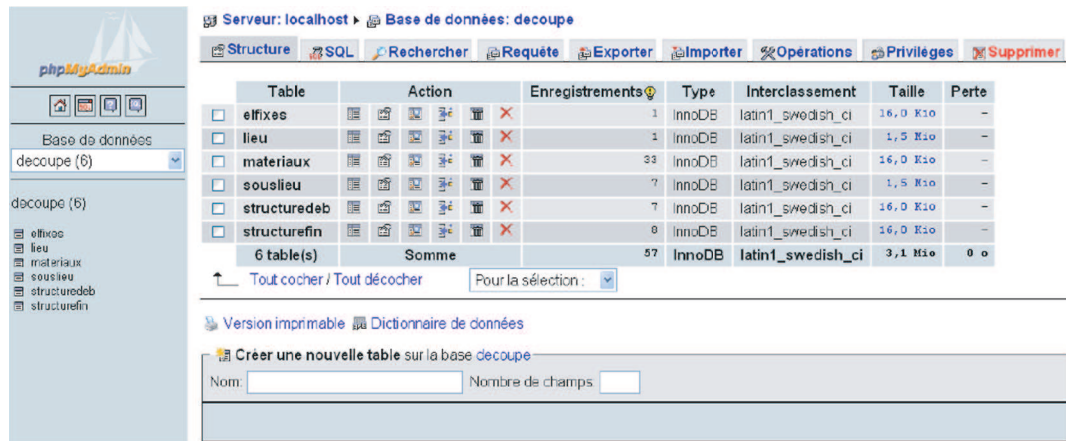 phpMyAdmin
Base de données
decoupe (6)
decoupe (6)
elfixes
lieu
materiaux
souslieu
structuredeb
structurefin
Serveur: localhost ▸ Base de données: decoupe
Structure SQL Rechercher Requête Exporter Importer Opérations Privilèges Supprimer
Table Action Enregistrements Type Interclassement Taille Perte
elfixes 1 InnoDB latin1_swedish_ci 16,0 Kio -
lieu 1 InnoDB latin1_swedish_ci 1,5 Kio -
materiaux 33 InnoDB latin1_swedish_ci 16,0 Kio -
souslieu 7 InnoDB latin1_swedish_ci 1,5 Kio -
structuredeb 7 InnoDB latin1_swedish_ci 16,0 Kio -
structurefin 8 InnoDB latin1_swedish_ci 16,0 Kio -
6 table(s) Somme 57 InnoDB latin1_swedish_ci 3,1 Mio 0 o
Tout cocher / Tout décocher Pour la sélection :
Version imprimable Dictionnaire de données
Créer une nouvelle table sur la base decoupe
Nom: Nombre de champs: